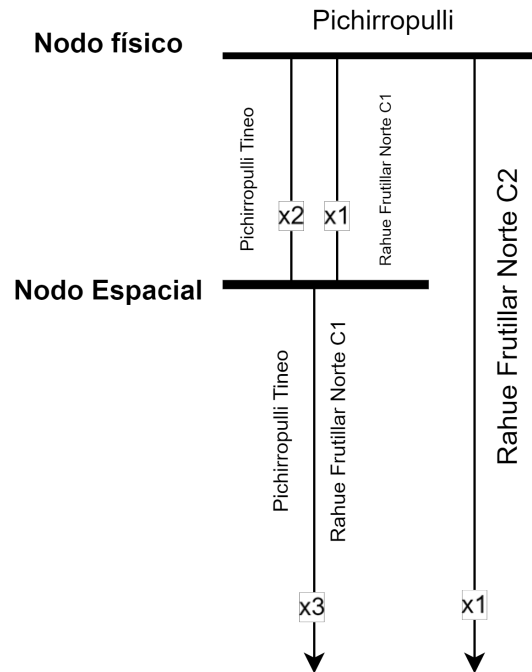 Pichirropulli
Nodo físico
Pichirropulli Tineo
x2
x1
Rahue Frutillar Norte C1
Rahue Frutillar Norte C2
Nodo Espacial
Pichirropulli Tineo
Rahue Frutillar Norte C1
x3
x1